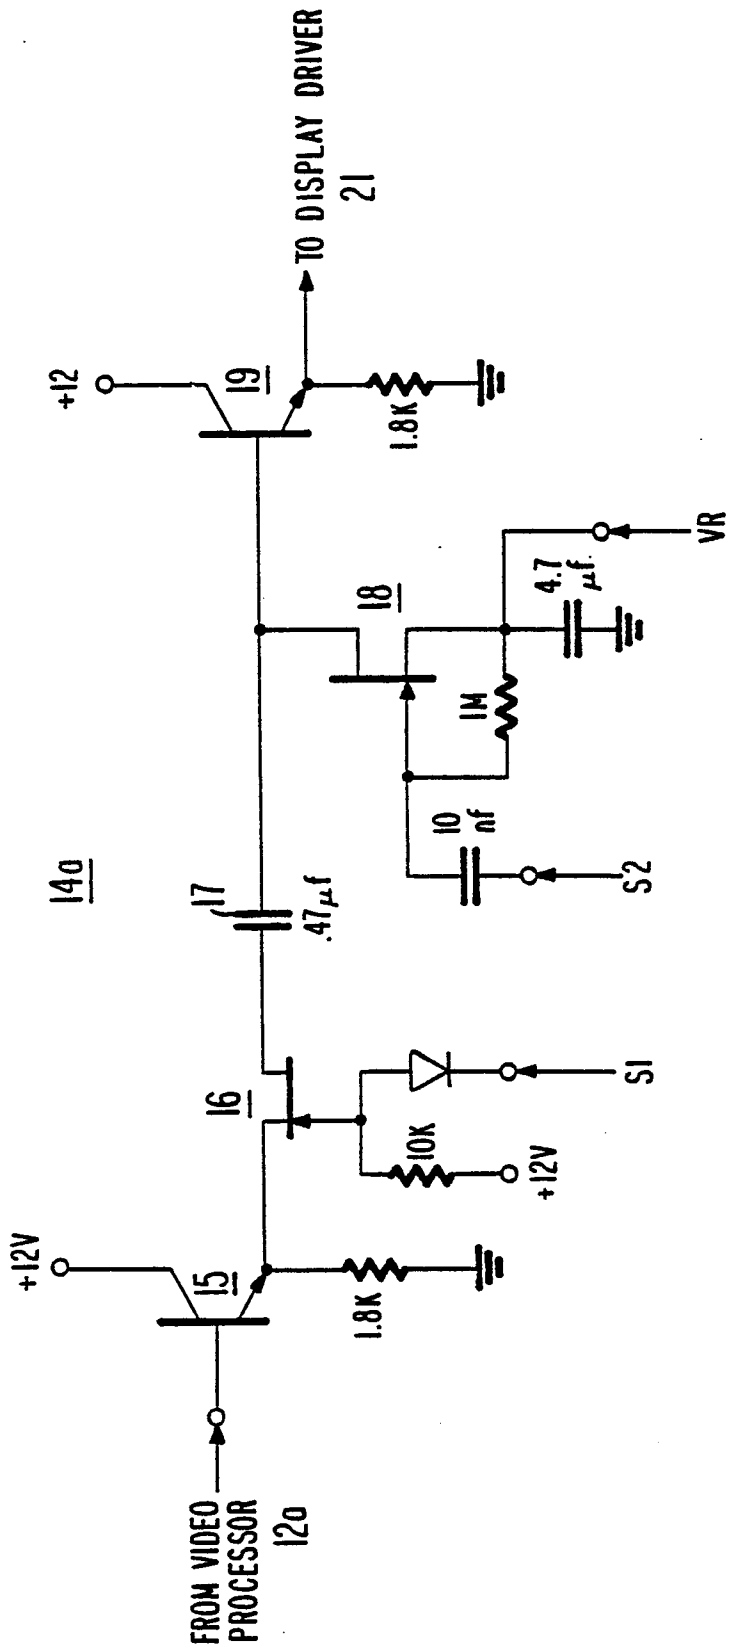 FROM VIDEO
PROCESSOR
12a
+12V
15
1.8K
16
10K
+12V
S1
14a
17
.47μf
10
nf
S2
1M
18
4.7
μf.
VR
+12
19
1.8K
TO DISPLAY DRIVER
21